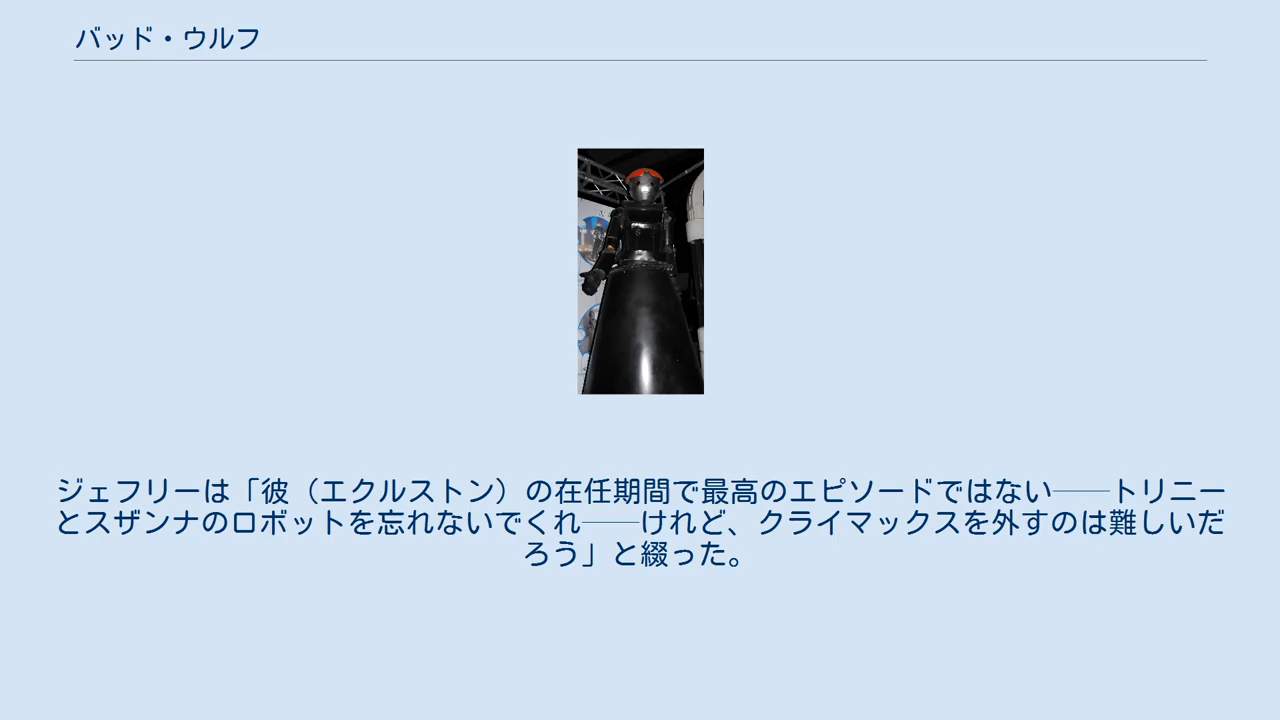 バッド・ウルフ
ジェフリーは「彼（エクルストン）の在任期間で最高のエピソードではない――トリニー
とスザンナのロボットを忘れないでくれ――けれど、クライマックスを外すのは難しいだ
ろう」と綴った。